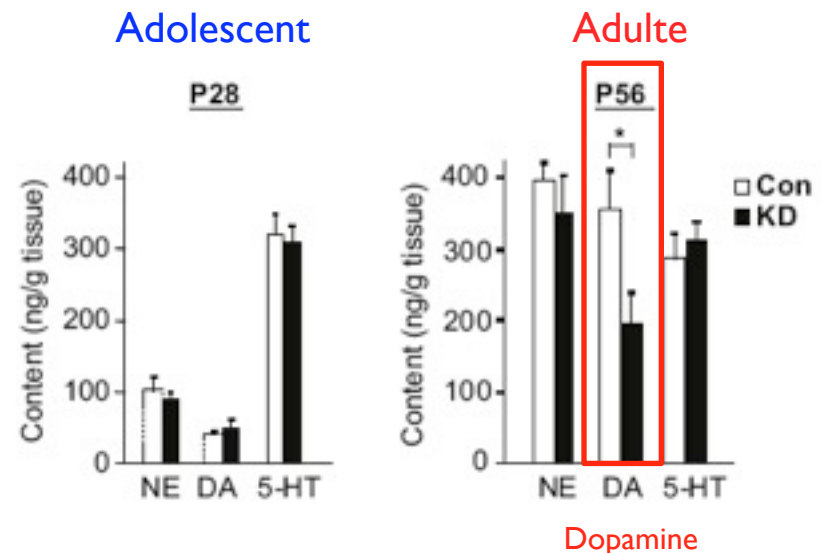 Adolescent
P28
Content (ng/g tissue)
400
300
200
100
0
NE DA 5-HT
Adulte
P56
*
Content (ng/g tissue)
400
300
200
100
0
NE DA 5-HT
Con
KD
Dopamine